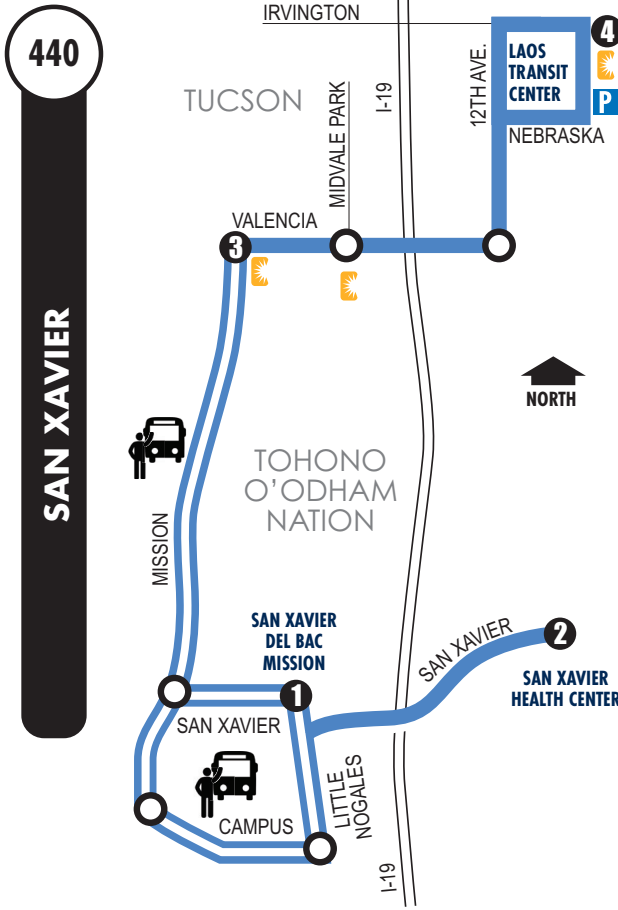 440
SAN XAVIER
IRVINGTON
4
LAOS
TRANSIT
CENTER
P
12TH AVE.
NEBRASKA
TUCSON
MIDVALE PARK
I-19
VALENCIA
3
NORTH
TOHONO
O’ODHAM
NATION
MISSION
SAN XAVIER
DEL BAC
MISSION
1
SAN XAVIER
2
SAN XAVIER
HEALTH CENTER
SAN XAVIER
LITTLE
NOGALES
CAMPUS
I-19